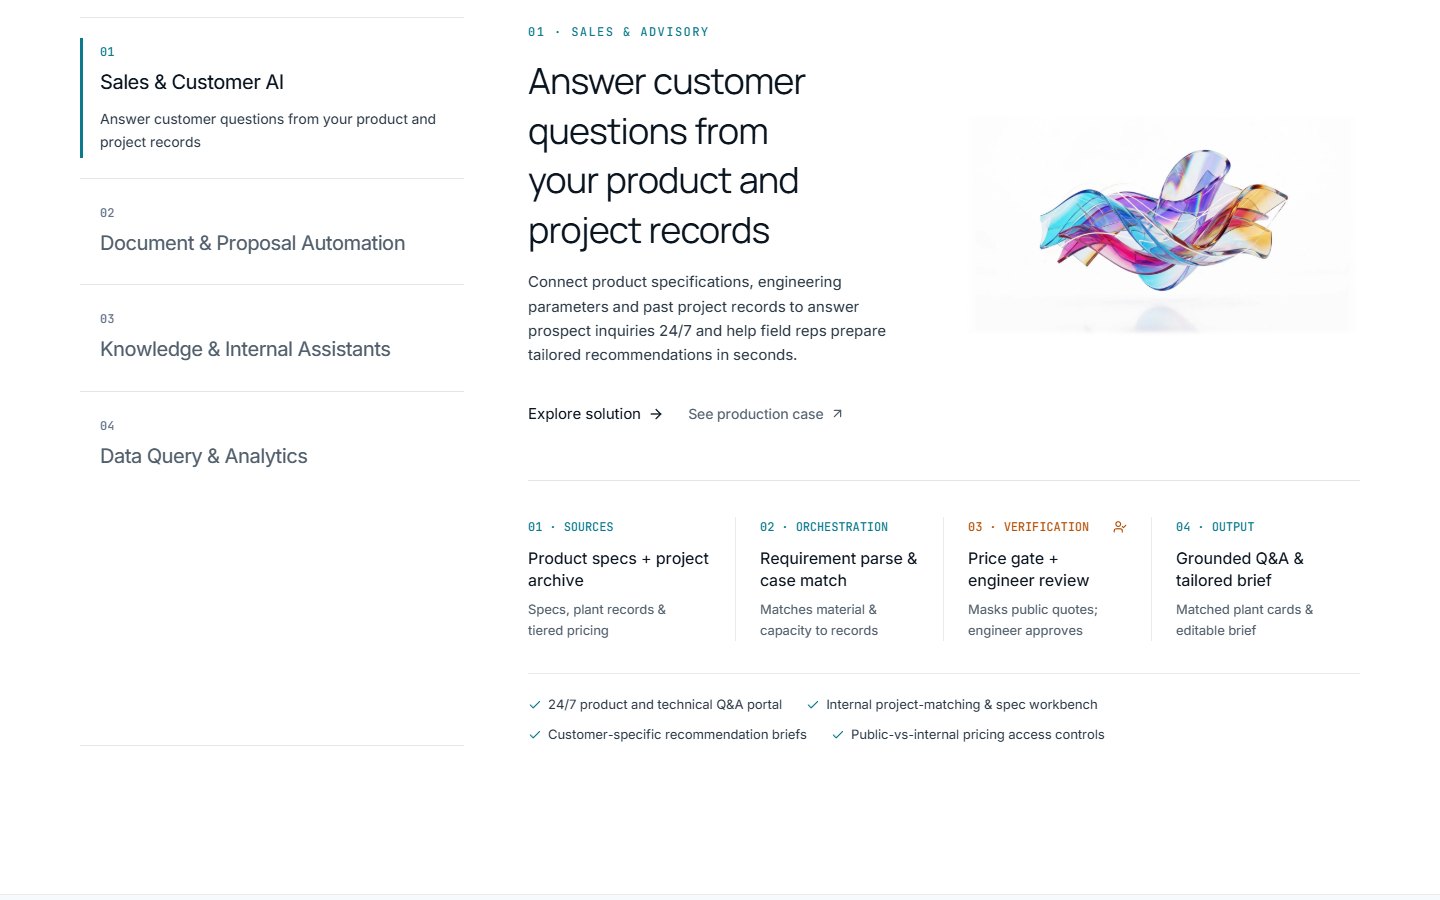 01
Sales & Customer AI
Answer customer questions from your product and
project records
02
Document & Proposal Automation
03
Knowledge & Internal Assistants
04
Data Query & Analytics
01 · SALES & ADVISORY
Answer customer
questions from
your product and
project records
Connect product specifications, engineering
parameters and past project records to answer
prospect inquiries 24/7 and help field reps prepare
tailored recommendations in seconds.
Explore solution → See production case ↗
01 · SOURCES
Product specs + project
archive
Specs, plant records &
tiered pricing
02 · ORCHESTRATION
Requirement parse &
case match
Matches material &
capacity to records
03 · VERIFICATION
Price gate +
engineer review
Masks public quotes;
engineer approves
04 · OUTPUT
Grounded Q&A &
tailored brief
Matched plant cards &
editable brief
✓ 24/7 product and technical Q&A portal ✓ Internal project-matching & spec workbench
✓ Customer-specific recommendation briefs ✓ Public-vs-internal pricing access controls